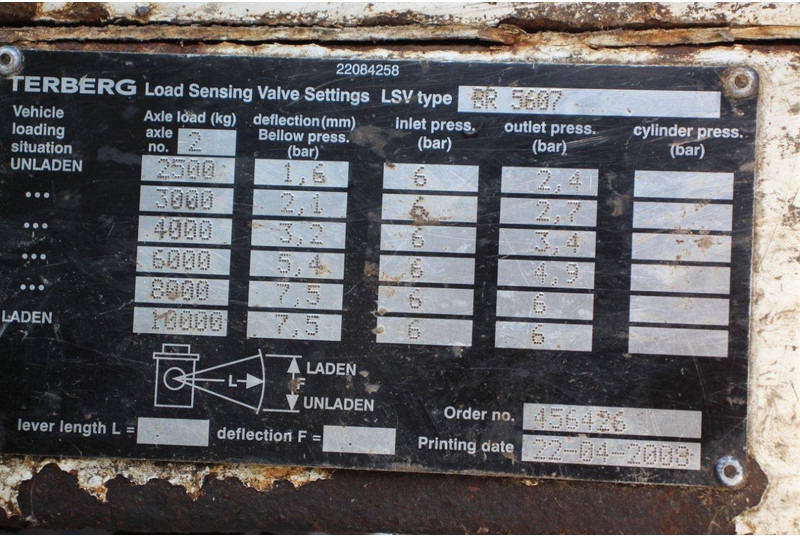 22084258
TERBERG Load Sensing Valve Settings LSV type BR 5607
Vehicle loading situation
Axle load (kg) axle no. 2
deflection (mm) Bellow press. (bar)
inlet press. (bar)
outlet press. (bar)
cylinder press. (bar)
UNLADEN 2500 1,6 6 2,4
... 3000 2,1 6 2,7
... 4000 3,2 6 3,4
... 6000 5,4 6 4,9
... 8000 7,5 6 6
LADEN 10000 7,5 6 6
L F LADEN
UNLADEN
lever length L = deflection F =
Order no. 456426
Printing date 22-04-2009